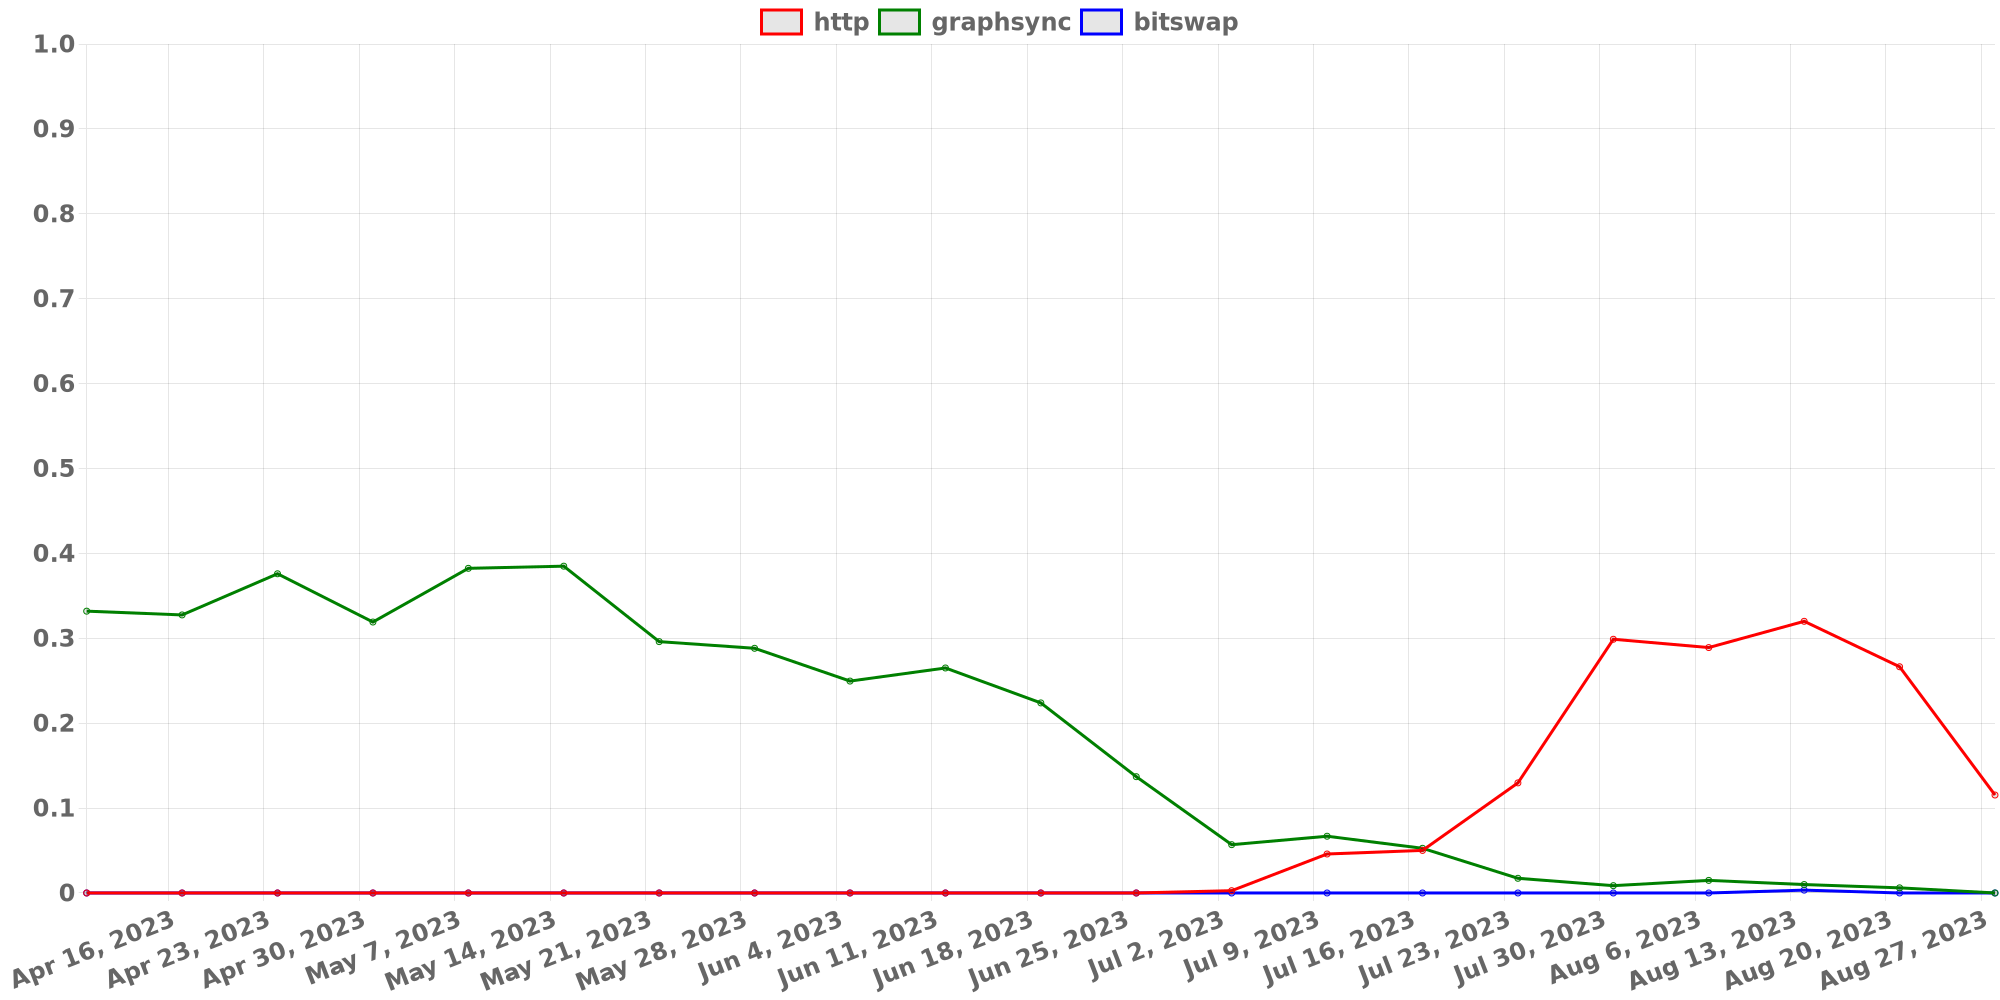 http graphsync bitswap
1.0
0.9
0.8
0.7
0.6
0.5
0.4
0.3
0.2
0.1
0
Apr 16, 2023
Apr 23, 2023
Apr 30, 2023
May 7, 2023
May 14, 2023
May 21, 2023
May 28, 2023
Jun 4, 2023
Jun 11, 2023
Jun 18, 2023
Jun 25, 2023
Jul 2, 2023
Jul 9, 2023
Jul 16, 2023
Jul 23, 2023
Jul 30, 2023
Aug 6, 2023
Aug 13, 2023
Aug 20, 2023
Aug 27, 2023